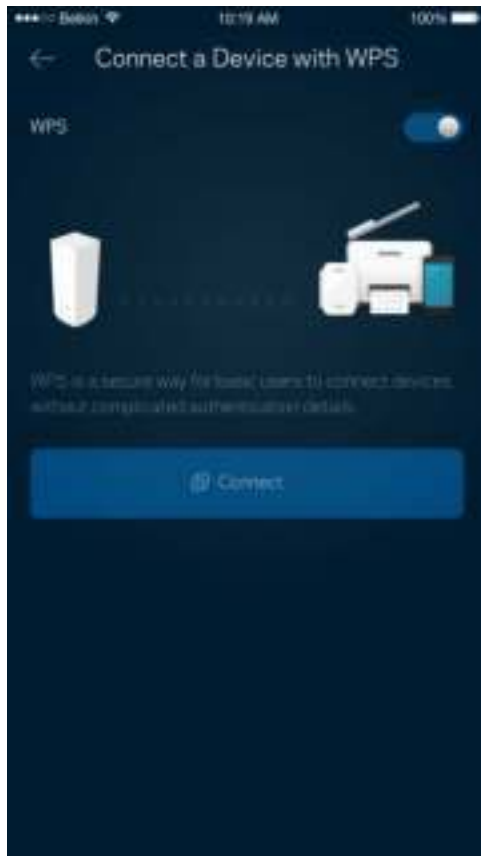 Belkin 10:19 AM 100%
← Connect a Device with WPS
WPS
WPS is a secure way for basic users to connect devices
without complicated authentication details.
Connect